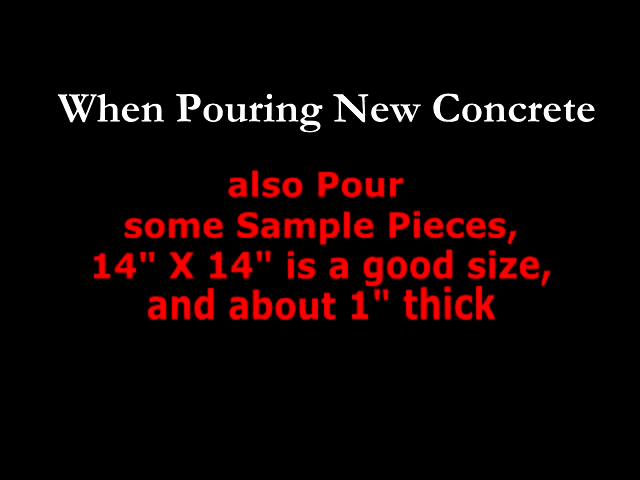 When Pouring New Concrete
also Pour
some Sample Pieces,
14" X 14" is a good size,
and about 1" thick